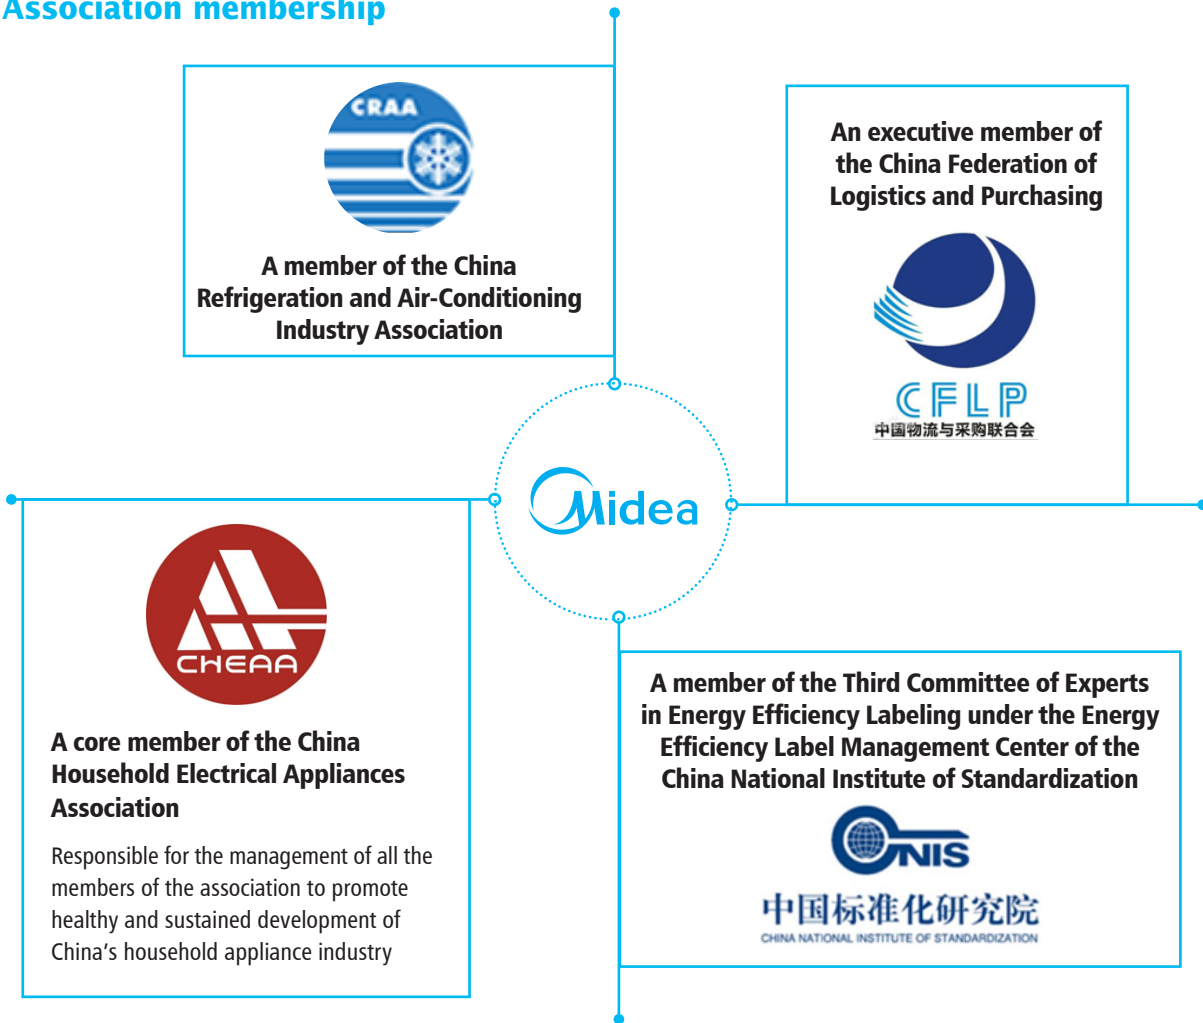 Association membership
CRAA
A member of the China
Refrigeration and Air-Conditioning
Industry Association
An executive member of
the China Federation of
Logistics and Purchasing
CFLP
中国物流与采购联合会
Midea
CHEAA
A core member of the China
Household Electrical Appliances
Association
Responsible for the management of all the
members of the association to promote
healthy and sustained development of
China’s household appliance industry
A member of the Third Committee of Experts
in Energy Efficiency Labeling under the Energy
Efficiency Label Management Center of the
China National Institute of Standardization
CNIS
中国标准化研究院
CHINA NATIONAL INSTITUTE OF STANDARDIZATION